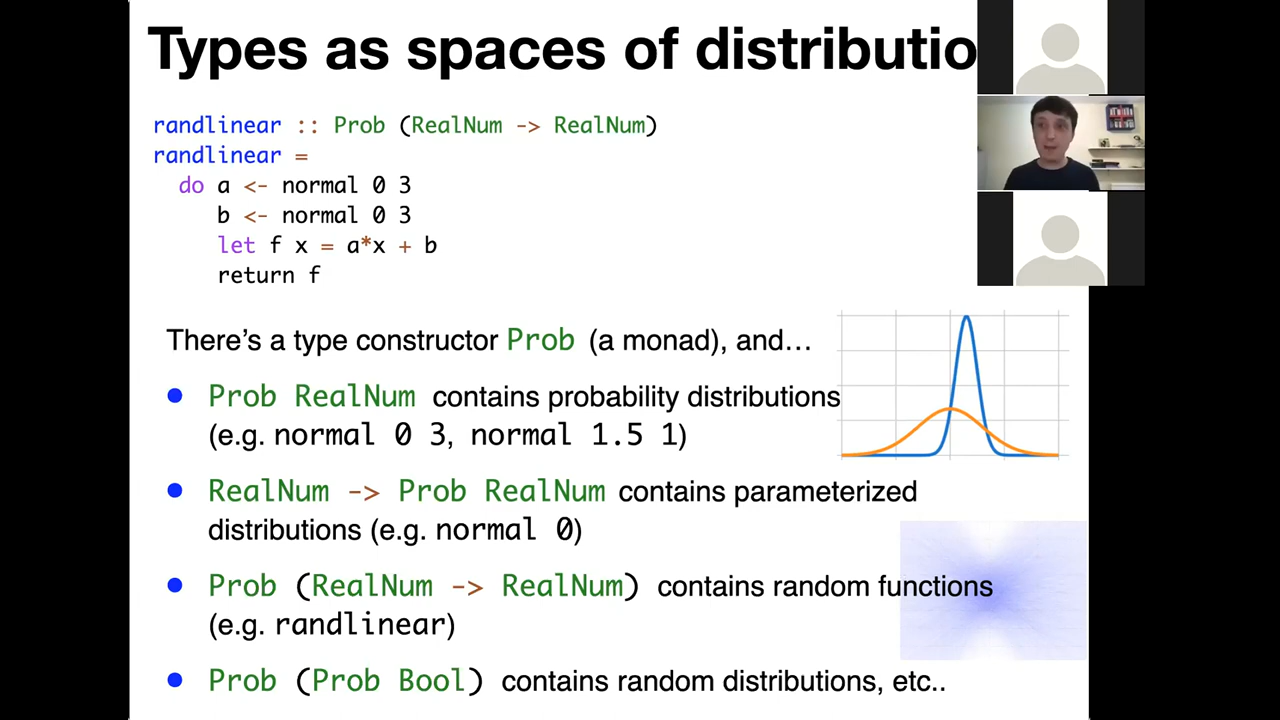 Types as spaces of distributio
randlinear :: Prob (RealNum -> RealNum)
randlinear =
do a <- normal 0 3
b <- normal 0 3
let f x = a*x + b
return f
There's a type constructor Prob (a monad), and…
• Prob RealNum contains probability distributions
(e.g. normal 0 3, normal 1.5 1)
• RealNum -> Prob RealNum contains parameterized
distributions (e.g. normal 0)
• Prob (RealNum -> RealNum) contains random functions
(e.g. randlinear)
• Prob (Prob Bool) contains random distributions, etc..